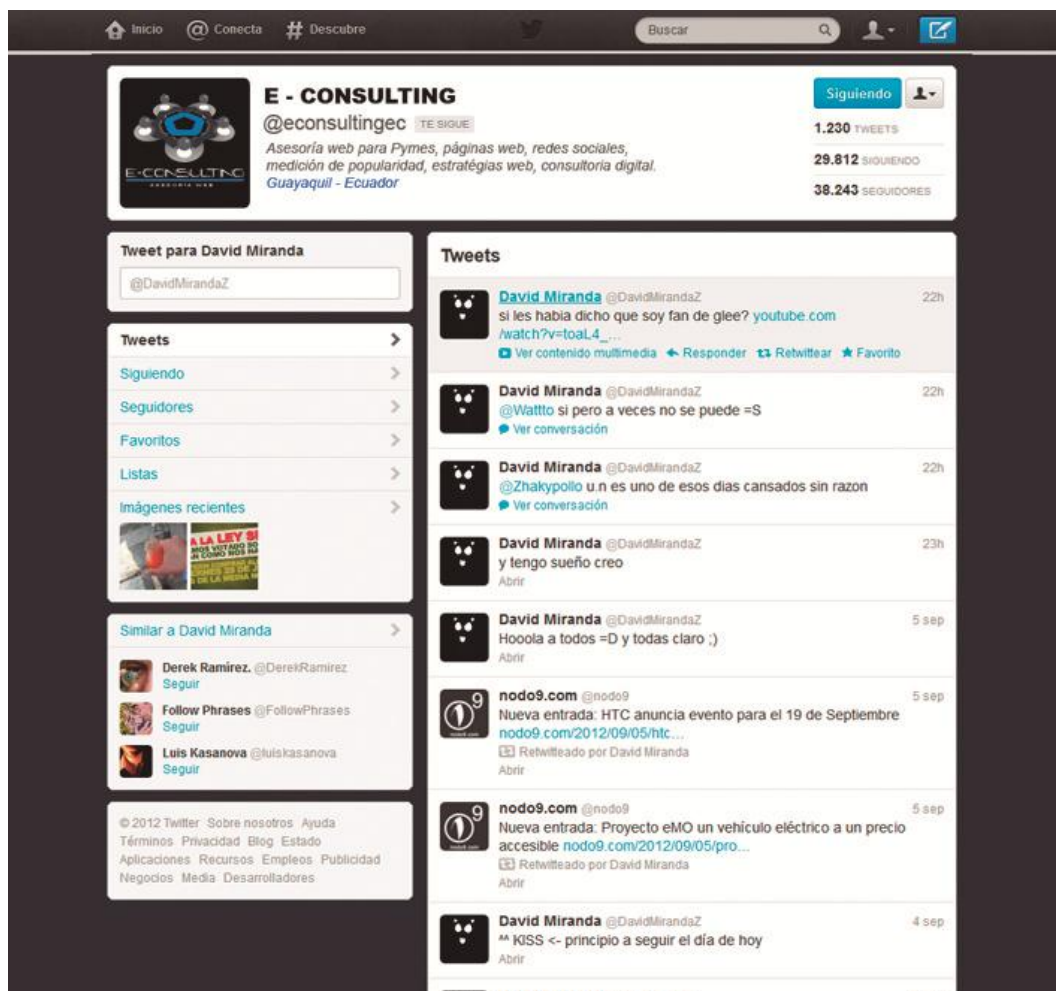 Inicio @ Conecta # Descubre Buscar
E - CONSULTING
@econsultingec TE SIGUE
Asesoría web para Pymes, páginas web, redes sociales,
medición de popularidad, estratégias web, consultoria digital.
Guayaquil - Ecuador
E-CONSULTING
ASESORIA WEB
Siguiendo
1.230 TWEETS
29.812 SIGUIENDO
38.243 SEGUIDORES
Tweet para David Miranda
@DavidMirandaZ
Tweets
Siguiendo
Seguidores
Favoritos
Listas
Imágenes recientes
A LA LEY SI
Similar a David Miranda
Derek Ramírez. @DerekRamirez
Seguir
Follow Phrases @FollowPhrases
Seguir
Luis Kasanova @luiskasanova
Seguir
© 2012 Twitter Sobre nosotros Ayuda
Términos Privacidad Blog Estado
Aplicaciones Recursos Empleos Publicidad
Negocios Media Desarrolladores
Tweets
David Miranda @DavidMirandaZ 22h
si les habia dicho que soy fan de glee? youtube.com
/watch?v=toaL4_...
Ver contenido multimedia Responder Retwittear Favorito
David Miranda @DavidMirandaZ 22h
@Wattto si pero a veces no se puede =S
Ver conversación
David Miranda @DavidMirandaZ 22h
@Zhakypollo u.n es uno de esos dias cansados sin razon
Ver conversación
David Miranda @DavidMirandaZ 23h
y tengo sueño creo
Abrir
David Miranda @DavidMirandaZ 5 sep
Hooola a todos =D y todas claro ;)
Abrir
nodo9.com @nodo9 5 sep
Nueva entrada: HTC anuncia evento para el 19 de Septiembre
nodo9.com/2012/09/05/htc...
Retwitteado por David Miranda
Abrir
nodo9.com @nodo9 5 sep
Nueva entrada: Proyecto eMO un vehículo eléctrico a un precio
accesible nodo9.com/2012/09/05/pro...
Retwitteado por David Miranda
Abrir
David Miranda @DavidMirandaZ 4 sep
^^ KISS <- principio a seguir el día de hoy
Abrir